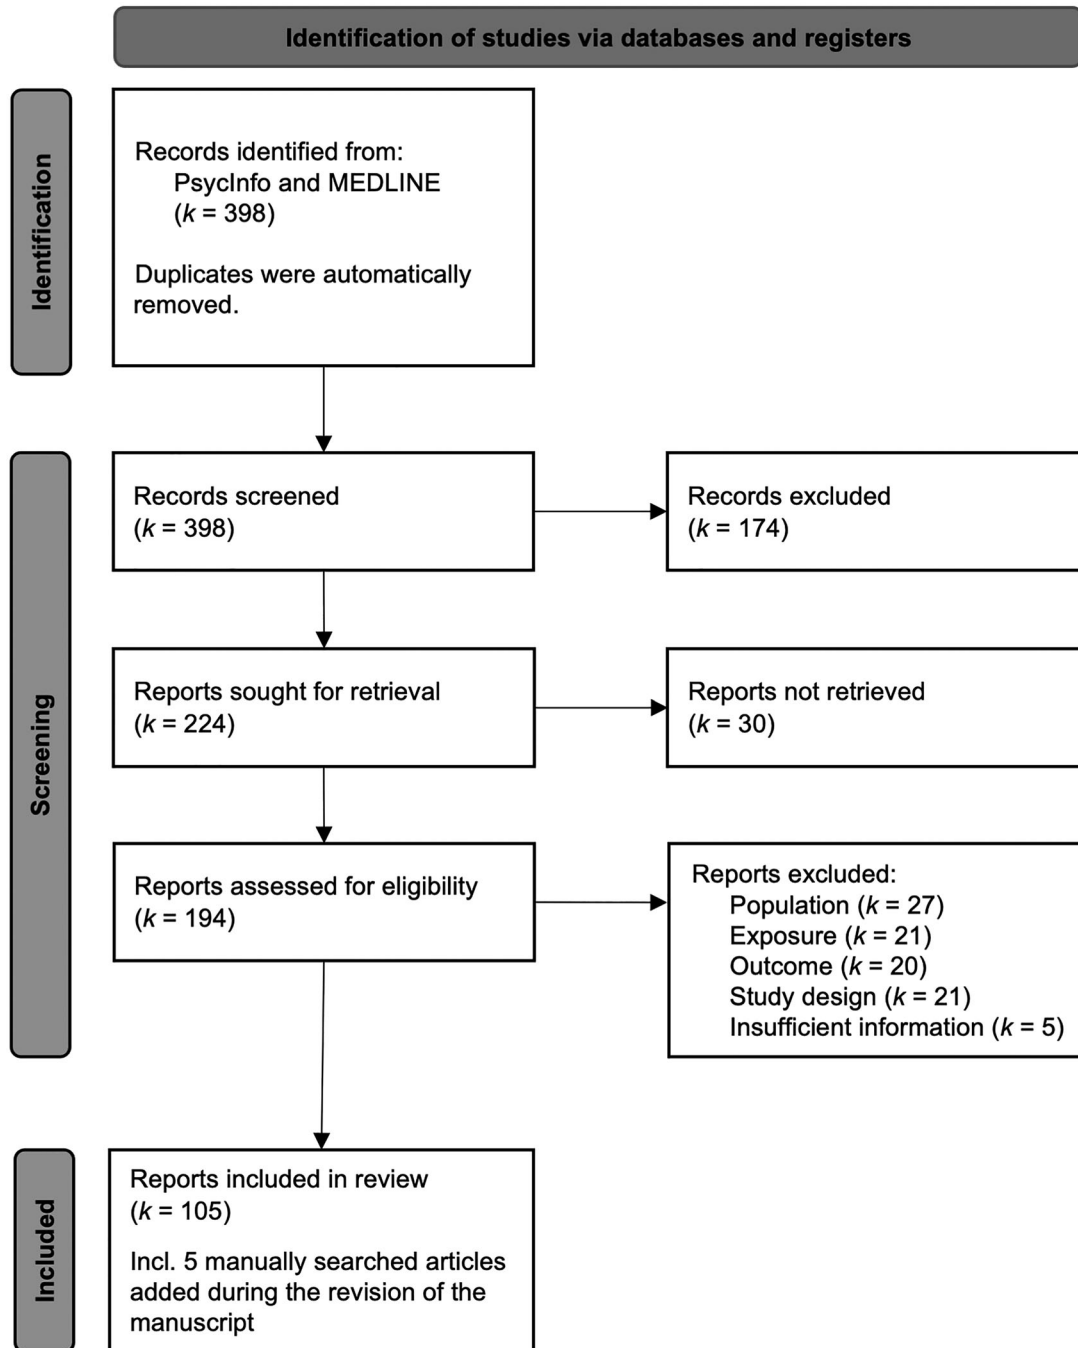 Identification of studies via databases and registers
Identification
Records identified from:
PsycInfo and MEDLINE
(k = 398)
Duplicates were automatically
removed.
Screening
Records screened
(k = 398)
Records excluded
(k = 174)
Reports sought for retrieval
(k = 224)
Reports not retrieved
(k = 30)
Reports assessed for eligibility
(k = 194)
Reports excluded:
Population (k = 27)
Exposure (k = 21)
Outcome (k = 20)
Study design (k = 21)
Insufficient information (k = 5)
Included
Reports included in review
(k = 105)
Incl. 5 manually searched articles
added during the revision of the
manuscript